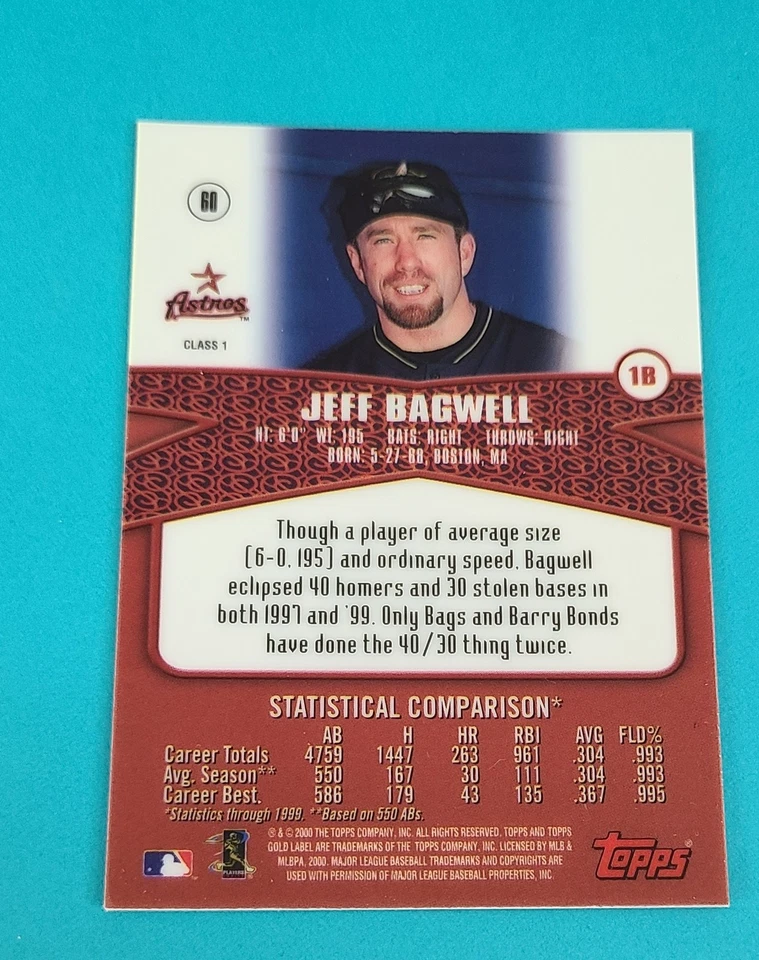 60
Astros
TM
CLASS 1
1B
JEFF BAGWELL
HT: 6'0" WT: 195 BATS: RIGHT THROWS: RIGHT
BORN: 5-27-68, BOSTON, MA
Though a player of average size
(6-0, 195) and ordinary speed, Bagwell
eclipsed 40 homers and 30 stolen bases in
both 1997 and '99. Only Bags and Barry Bonds
have done the 40/30 thing twice.
STATISTICAL COMPARISON*
AB H HR RBI AVG FLD%
Career Totals 4759 1447 263 961 .304 .993
Avg. Season** 550 167 30 111 .304 .993
Career Best. 586 179 43 135 .367 .995
*Statistics through 1999. **Based on 550 ABs.
® & © 2000 THE TOPPS COMPANY, INC. ALL RIGHTS RESERVED. TOPPS AND TOPPS
GOLD LABEL ARE TRADEMARKS OF THE TOPPS COMPANY, INC. LICENSED BY MLB &
MLBPA, 2000. MAJOR LEAGUE BASEBALL TRADEMARKS AND COPYRIGHTS ARE
USED WITH PERMISSION OF MAJOR LEAGUE BASEBALL PROPERTIES, INC.
PLAYERS
topps®